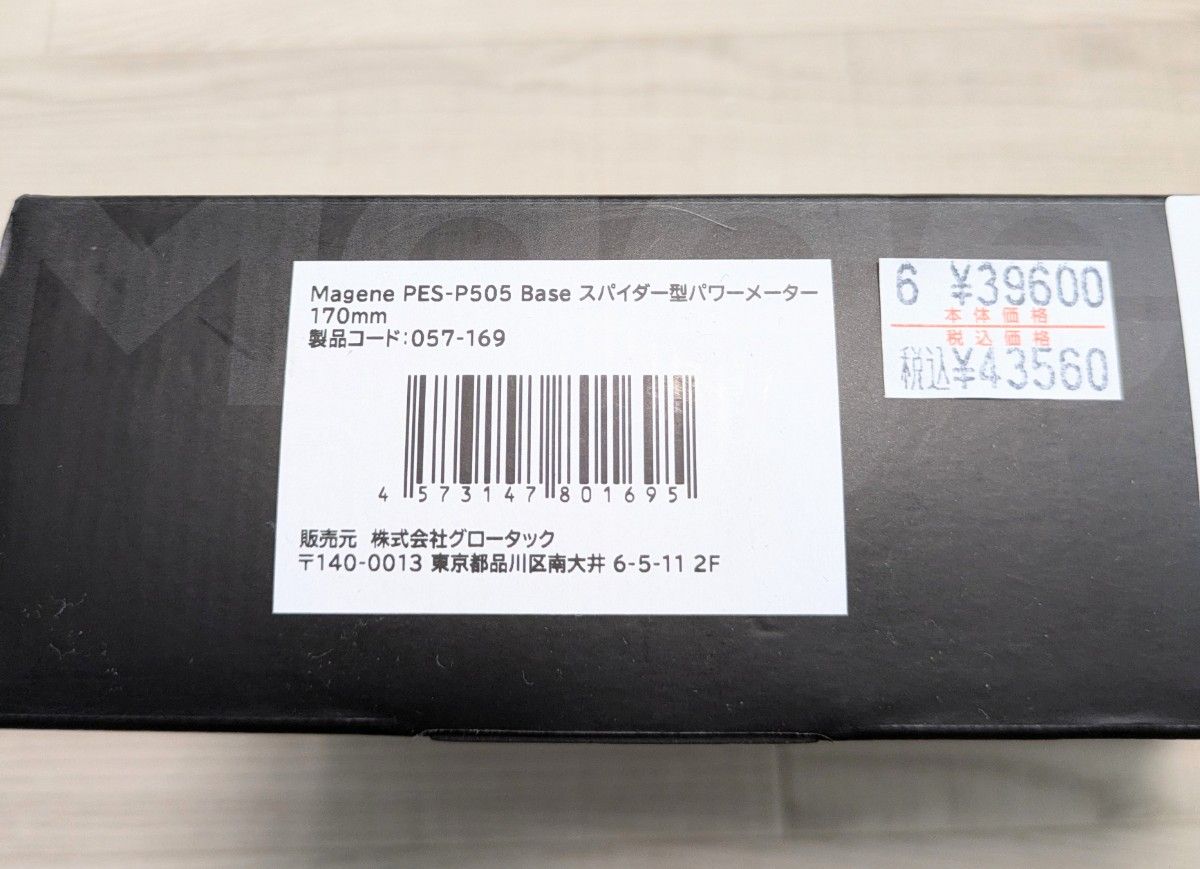 Magene PES-P505 Base スパイダー型パワーメーター
170mm
製品コード:057-169
4 573147 801695
販売元 株式会社グロータック
〒140-0013 東京都品川区南大井 6-5-11 2F
6 ¥39600
本体価格
税込価格
税込¥43560